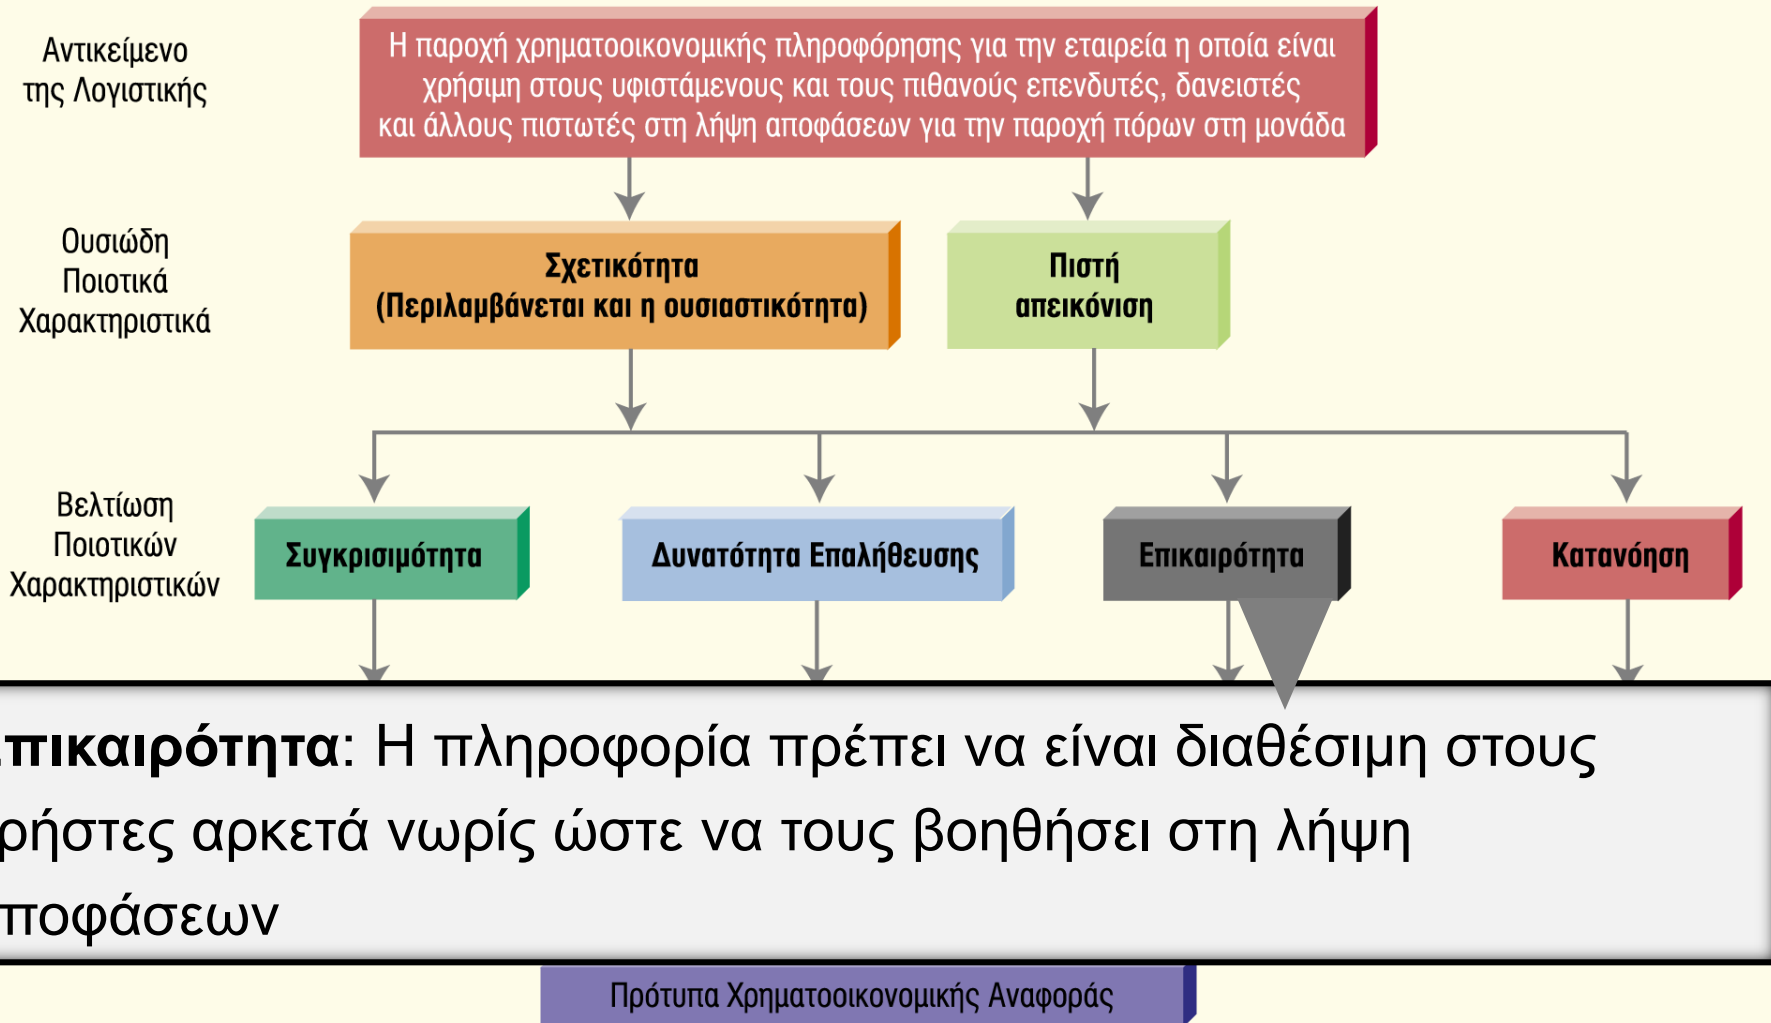 Αντικείμενο
της Λογιστικής
Η παροχή χρηματοοικονομικής πληροφόρησης για την εταιρεία η οποία είναι
χρήσιμη στους υφιστάμενους και τους πιθανούς επενδυτές, δανειστές
και άλλους πιστωτές στη λήψη αποφάσεων για την παροχή πόρων στη μονάδα
Ουσιώδη
Ποιοτικά
Χαρακτηριστικά
Σχετικότητα
(Περιλαμβάνεται και η ουσιαστικότητα)
Πιστή
απεικόνιση
Βελτίωση
Ποιοτικών
Χαρακτηριστικών
Συγκρισιμότητα
Δυνατότητα Επαλήθευσης
Επικαιρότητα
Κατανόηση
πικαιρότητα: Η πληροφορία πρέπει να είναι διαθέσιμη στους
ρήστες αρκετά νωρίς ώστε να τους βοηθήσει στη λήψη
ποφάσεων
Πρότυπα Χρηματοοικονομικής Αναφοράς